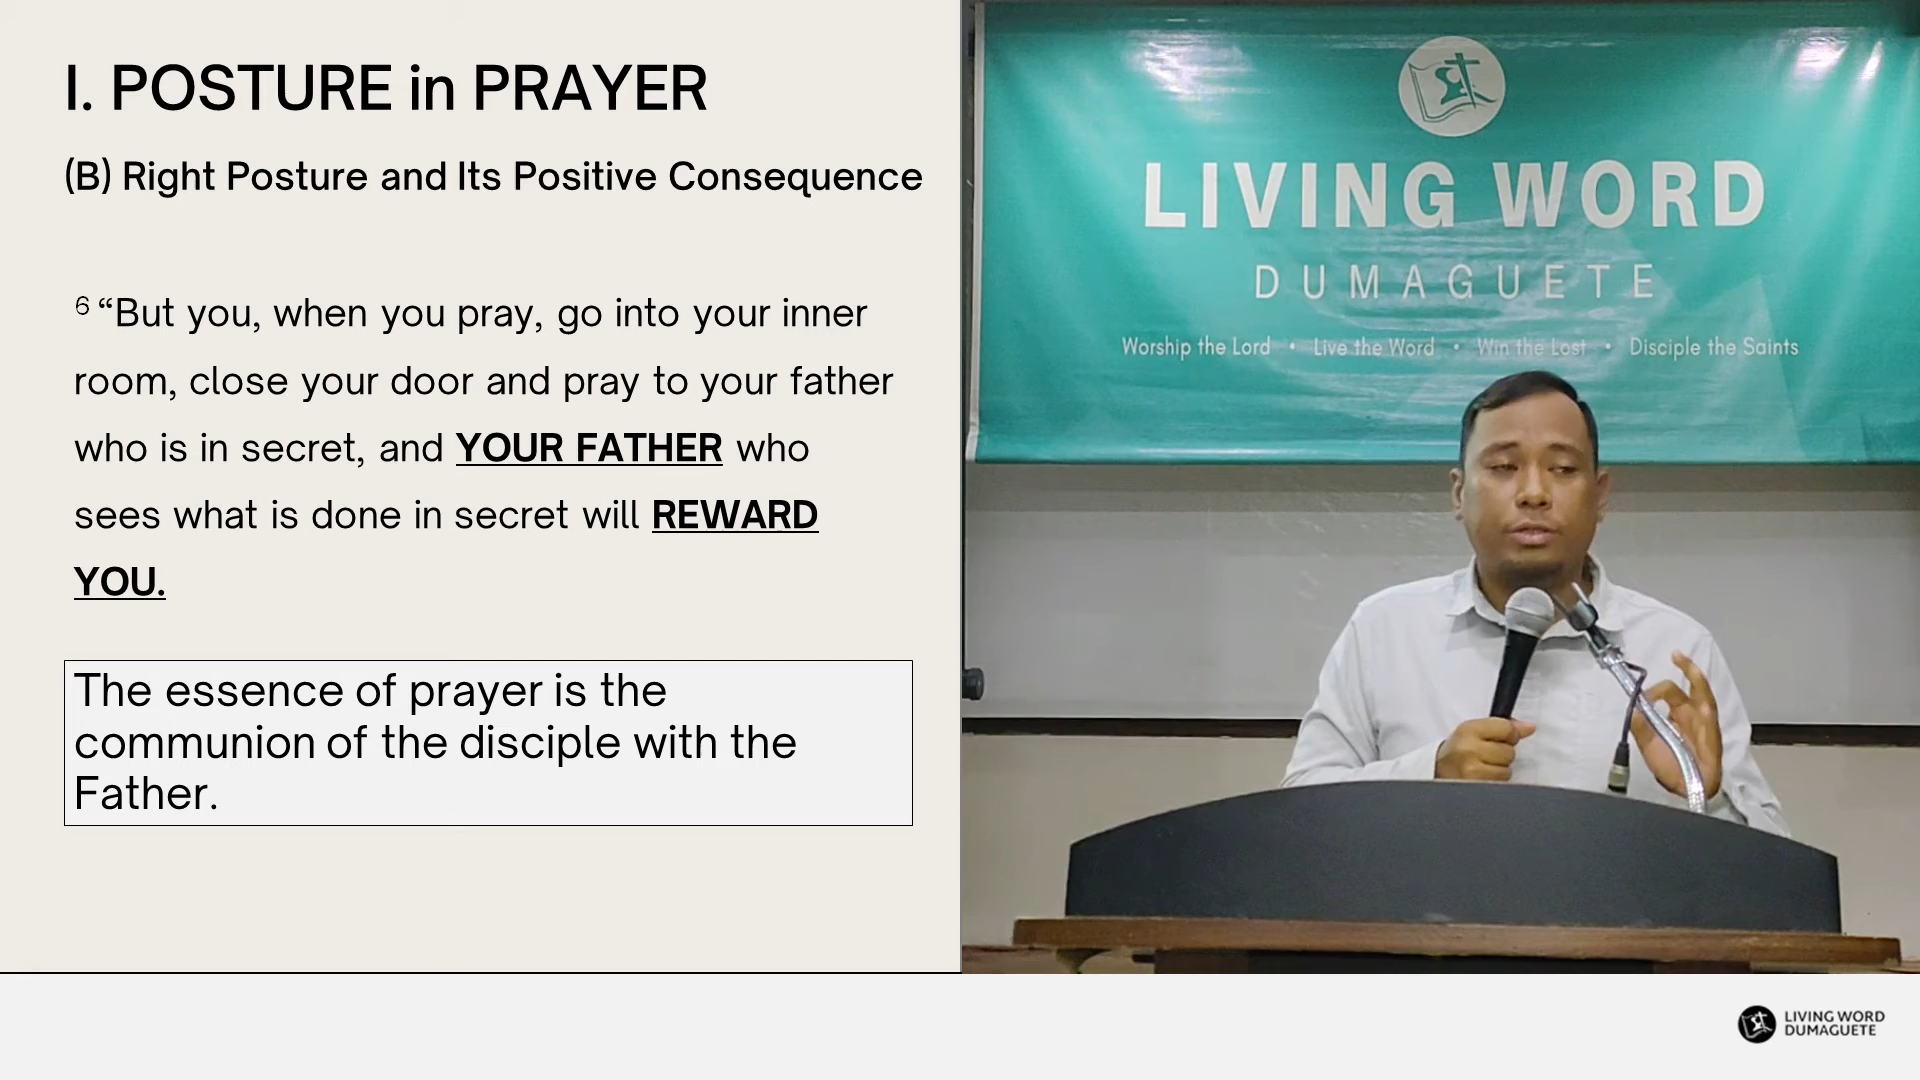 I. POSTURE in PRAYER
(B) Right Posture and Its Positive Consequence
6 “But you, when you pray, go into your inner
room, close your door and pray to your father
who is in secret, and YOUR FATHER who
sees what is done in secret will REWARD
YOU.
The essence of prayer is the
communion of the disciple with the
Father.
LIVING WORD
DUMAGUETE
Worship the Lord • Live the Word • Win the Lost • Disciple the Saints
LIVING WORD
DUMAGUETE